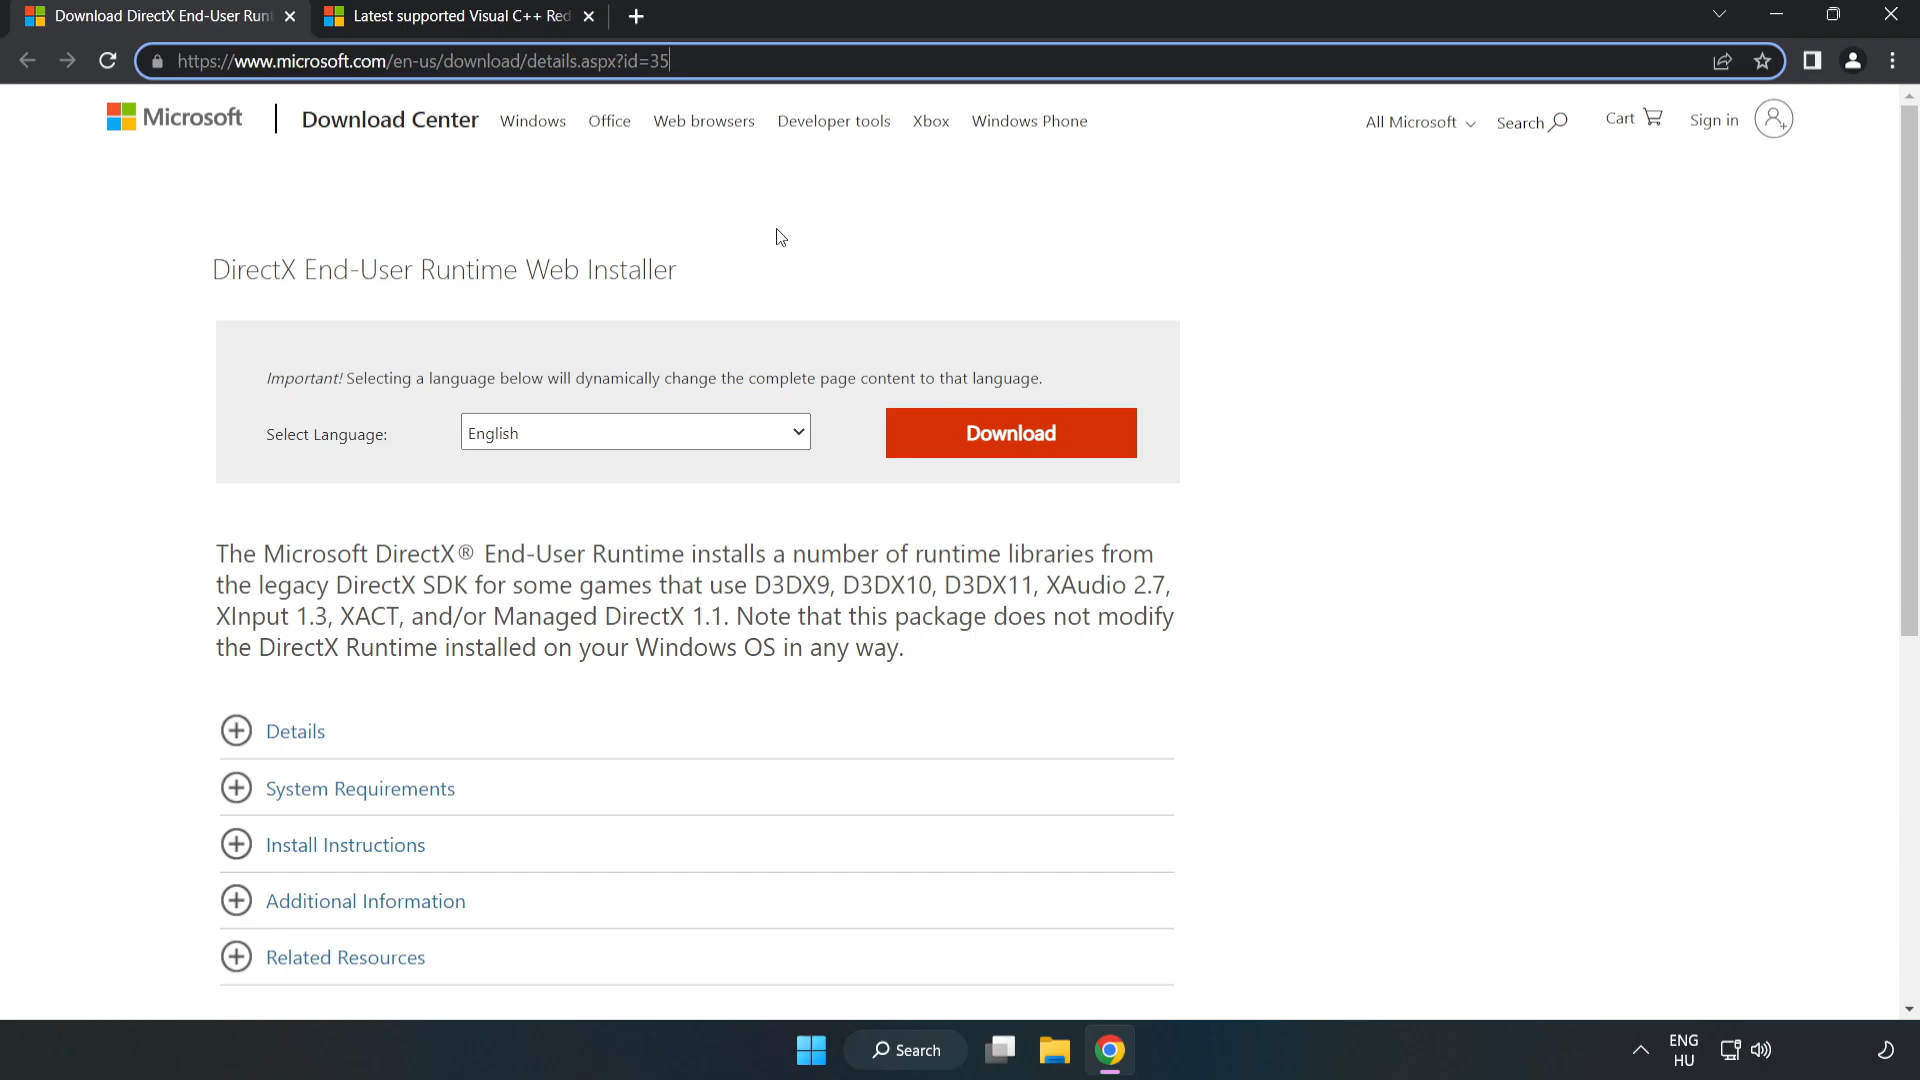 Download DirectX End-User Runt
Latest supported Visual C++ Red
https://www.microsoft.com/en-us/download/details.aspx?id=35
Microsoft
Download Center
Windows
Office
Web browsers
Developer tools
Xbox
Windows Phone
All Microsoft
Search
Cart
Sign in
DirectX End-User Runtime Web Installer
Important! Selecting a language below will dynamically change the complete page content to that language.
Select Language:
English
Download
The Microsoft DirectX® End-User Runtime installs a number of runtime libraries from
the legacy DirectX SDK for some games that use D3DX9, D3DX10, D3DX11, XAudio 2.7,
XInput 1.3, XACT, and/or Managed DirectX 1.1. Note that this package does not modify
the DirectX Runtime installed on your Windows OS in any way.
Details
System Requirements
Install Instructions
Additional Information
Related Resources
Search
ENG
HU